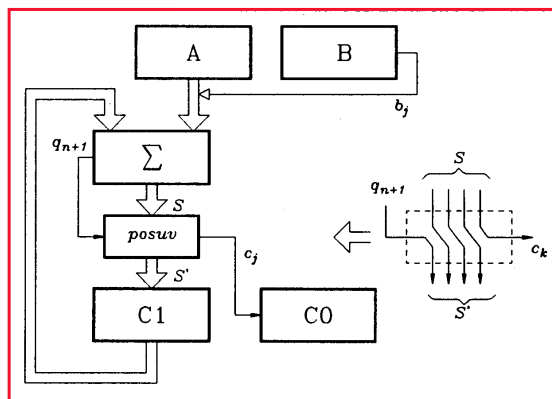 A
B
b_j
q_{n+1}
Σ
S
posuv
S'
c_j
C1
C0
S
q_{n+1}
c_k
S'